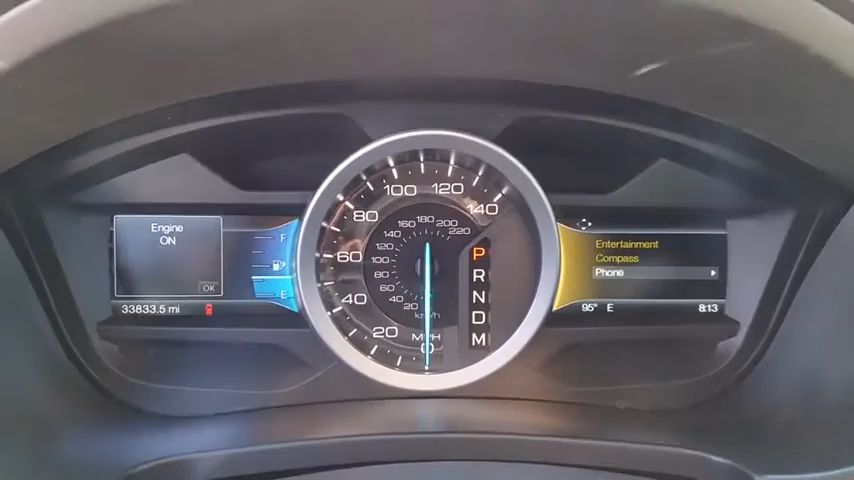 Engine
ON
OK
33833.5 mi
F
E
0
20
40
60
80
100
120
140
MPH
20
40
60
80
100
120
140
160
180
200
220
km/h
P
R
N
D
M
Entertainment
Compass
Phone
95° E
8:13